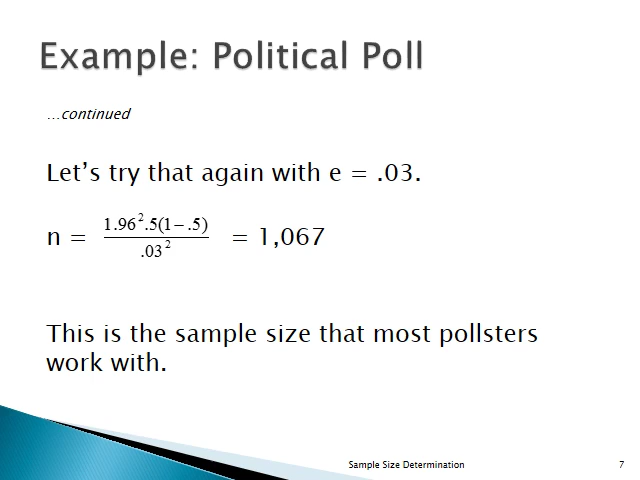 Example: Political Poll
…continued
Let's try that again with e = .03.
n = 1.96².5(1−.5) / .03² = 1,067
This is the sample size that most pollsters
work with.
Sample Size Determination 7